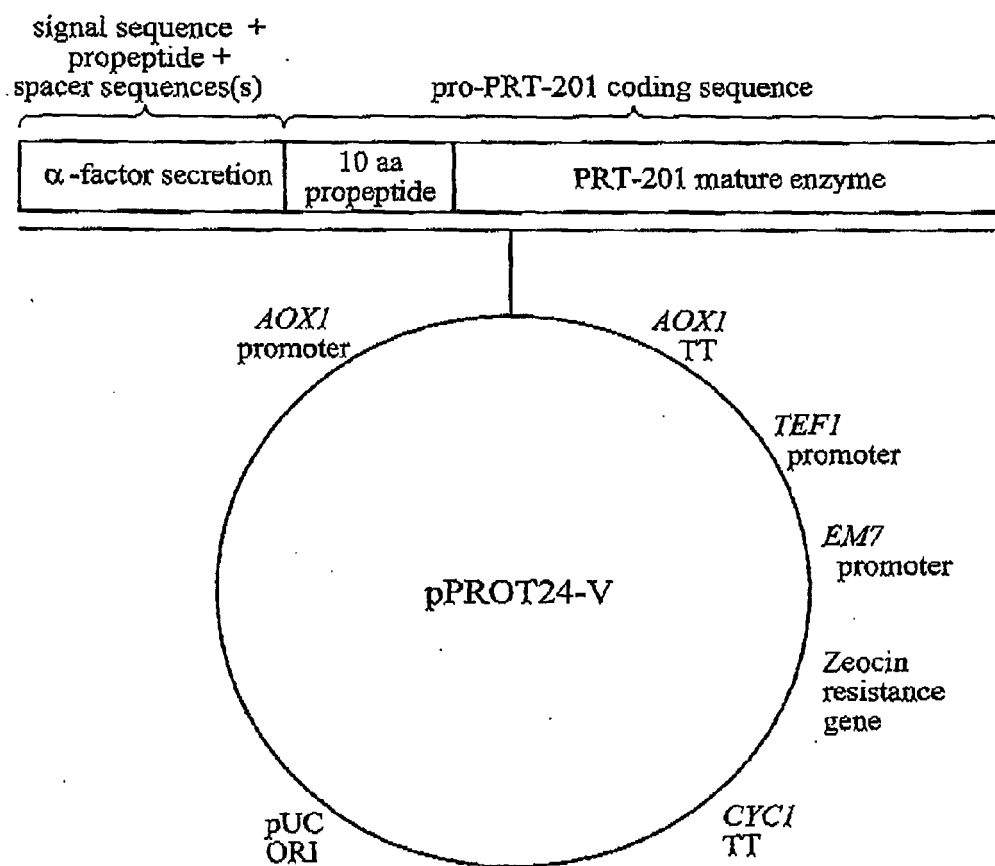 signal sequence +
propeptide +
spacer sequences(s)
pro-PRT-201 coding sequence
α-factor secretion
10 aa
propeptide
PRT-201 mature enzyme
AOX1
promoter
AOX1
TT
TEF1
promoter
EM7
promoter
pPROT24-V
Zeocin
resistance
gene
pUC
ORI
CYC1
TT